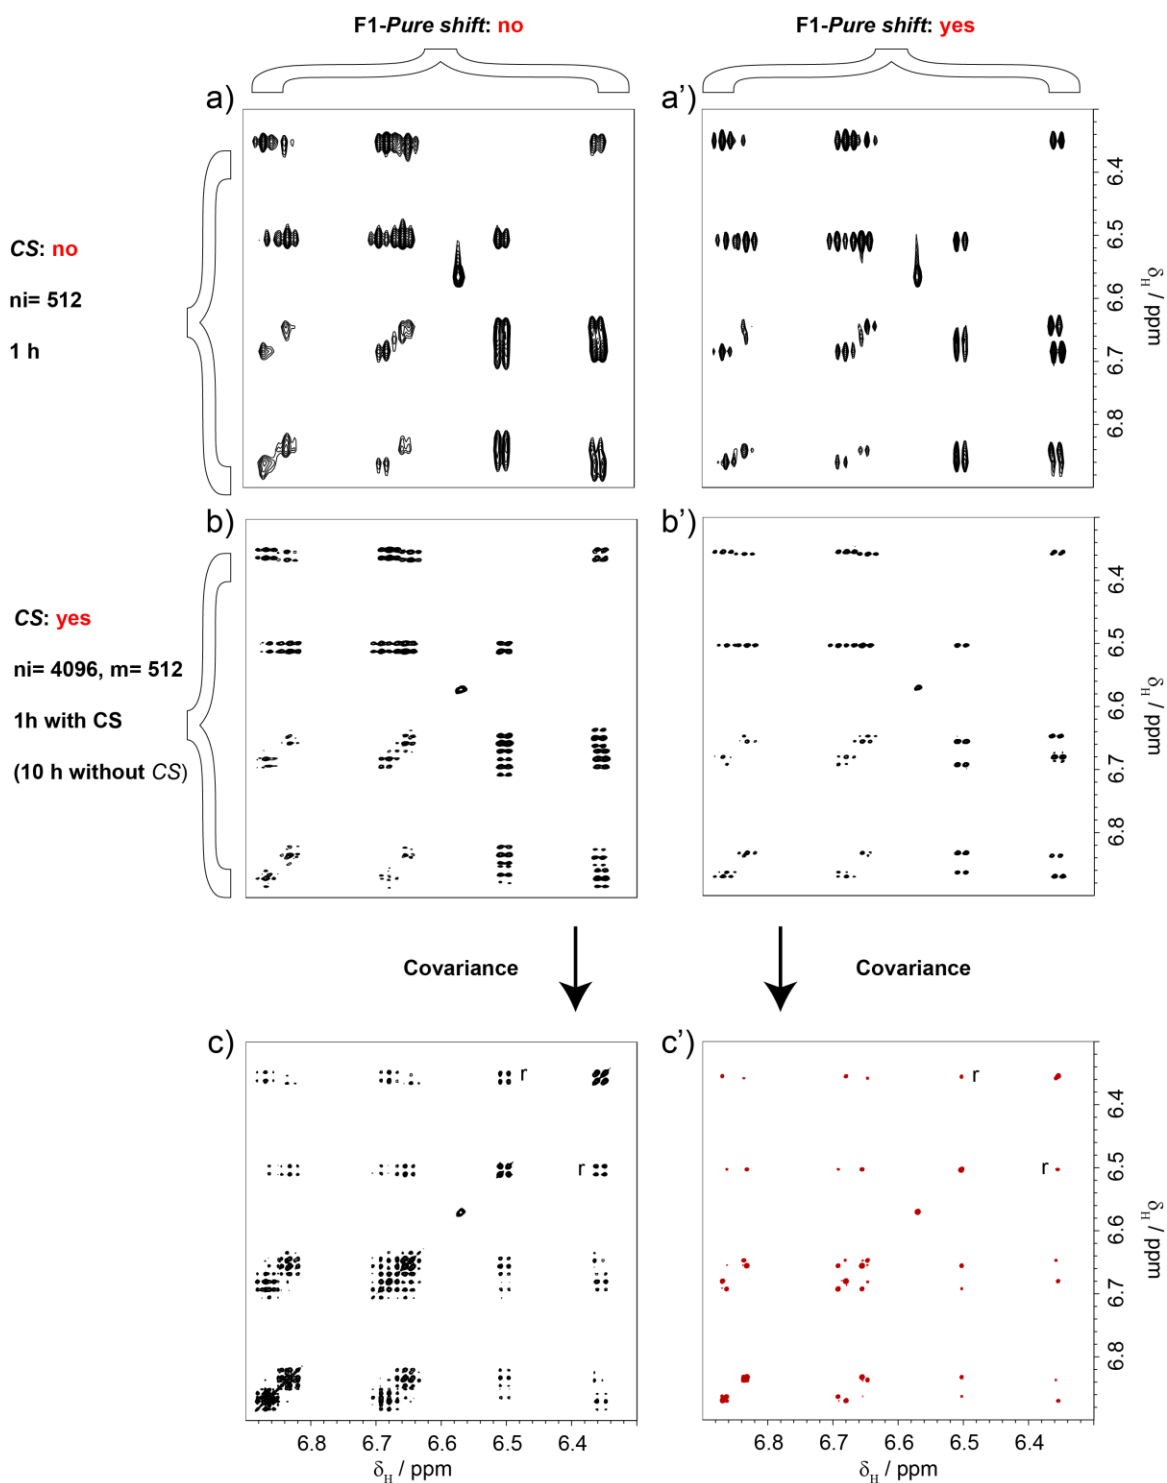 F1-Pure shift: no
F1-Pure shift: yes
a)
a')
CS: no
ni= 512
1 h
6.4
6.5
6.6
6.7
6.8
δH / ppm
b)
b')
CS: yes
ni= 4096, m= 512
1h with CS
(10 h without CS)
6.4
6.5
6.6
6.7
6.8
δH / ppm
Covariance
Covariance
c)
c')
r
r
r
r
6.4
6.5
6.6
6.7
6.8
δH / ppm
6.8 6.7 6.6 6.5 6.4
6.8 6.7 6.6 6.5 6.4
δH / ppm
δH / ppm